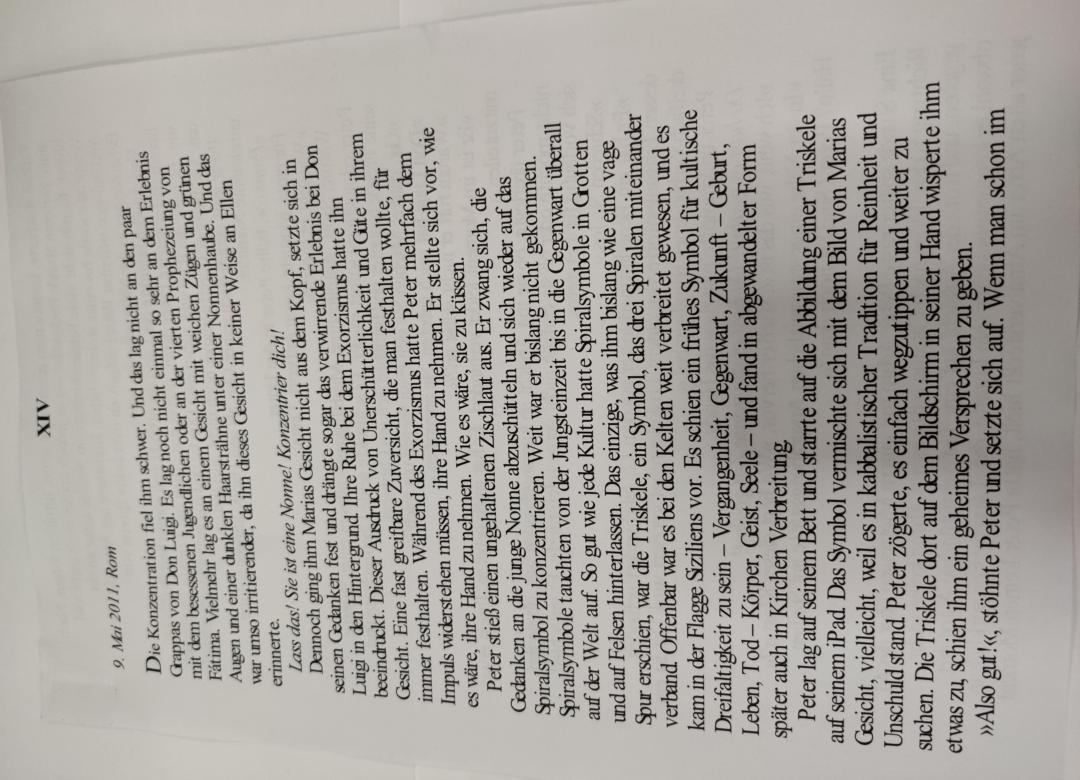 XIV
9. Mai 2011, Rom
Die Konzentration fiel ihm schwer. Und das lag nicht an den paar
Grappas von Don Luigi. Es lag noch nicht einmal so sehr an dem Erlebnis
mit dem besessenen Jugendlichen oder an der vierten Prophezeiung von
Fátima. Vielmehr lag es an einem Gesicht mit weichen Zügen und grünen
Augen und einer dunklen Haarsträhne unter einer Nonnenhaube. Und das
war umso irritierender, da ihn dieses Gesicht in keiner Weise an Ellen
erinnerte.
Lass das! Sie ist eine Nonne! Konzentrier dich!
Dennoch ging ihm Marias Gesicht nicht aus dem Kopf, setzte sich in
seinen Gedanken fest und drängte sogar das verwirrende Erlebnis bei Don
Luigi in den Hintergrund. Ihre Ruhe bei dem Exorzismus hatte ihn
beeindruckt. Dieser Ausdruck von Unerschütterlichkeit und Güte in ihrem
Gesicht. Eine fast greifbare Zuversicht, die man festhalten wollte, für
immer festhalten. Während des Exorzismus hatte Peter mehrfach dem
Impuls widerstehen müssen, ihre Hand zu nehmen. Er stellte sich vor, wie
es wäre, ihre Hand zu nehmen. Wie es wäre, sie zu küssen.
Peter stieß einen ungehaltenen Zischlaut aus. Er zwang sich, die
Gedanken an die junge Nonne abzuschütteln und sich wieder auf das
Spiralsymbol zu konzentrieren. Weit war er bislang nicht gekommen.
Spiralsymbole tauchten von der Jungsteinzeit bis in die Gegenwart überall
auf der Welt auf. So gut wie jede Kultur hatte Spiralsymbole in Grotten
und auf Felsen hinterlassen. Das einzige, was ihm bislang wie eine vage
Spur erschien, war die Triskele, ein Symbol, das drei Spiralen miteinander
verband. Offenbar war es bei den Kelten weit verbreitet gewesen, und es
kam in der Flagge Siziliens vor. Es schien ein frühes Symbol für kultische
Dreifaltigkeit zu sein – Vergangenheit, Gegenwart, Zukunft – Geburt,
Leben, Tod – Körper, Geist, Seele – und fand in abgewandelter Form
später auch in Kirchen Verbreitung.
Peter lag auf seinem Bett und starrte auf die Abbildung einer Triskele
auf seinem iPad. Das Symbol vermischte sich mit dem Bild von Marias
Gesicht, vielleicht, weil es in kabbalistischer Tradition für Reinheit und
Unschuld stand. Peter zögerte, es einfach wegzutippen und weiter zu
suchen. Die Triskele dort auf dem Bildschirm in seiner Hand wisperte ihm
etwas zu, schien ihm ein geheimes Versprechen zu geben.
»Also gut!«, stöhnte Peter und setzte sich auf. Wenn man schon im